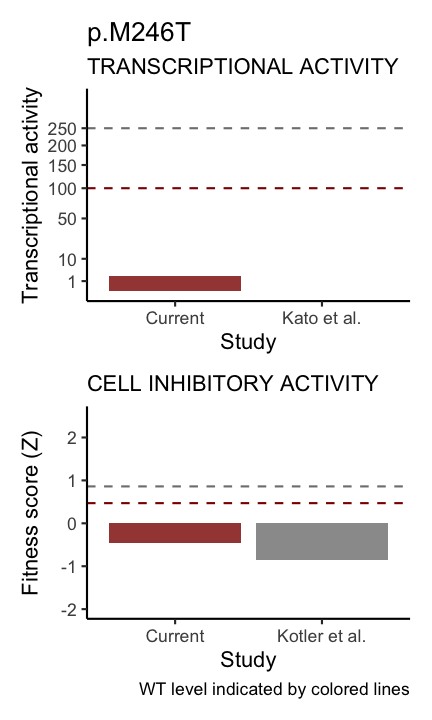 p.M246T
TRANSCRIPTIONAL ACTIVITY
Transcriptional activity
250
200
150
100
50
10
1
Current
Kato et al.
Study
CELL INHIBITORY ACTIVITY
Fitness score (Z)
2
1
0
-1
-2
Current
Kotler et al.
Study
WT level indicated by colored lines